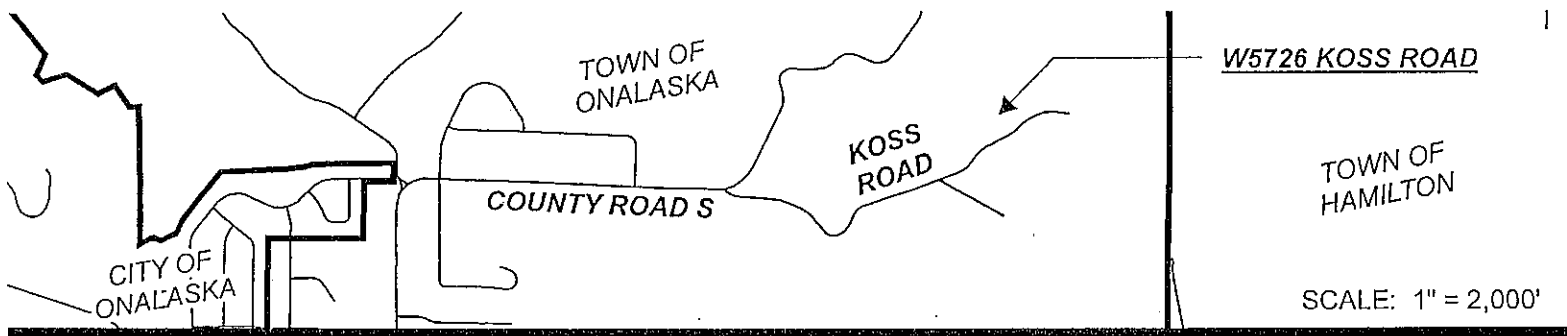 TOWN OF
ONALASKA
W5726 KOSS ROAD
KOSS
ROAD
TOWN OF
HAMILTON
COUNTY ROAD S
CITY OF
ONALASKA
SCALE: 1" = 2,000'